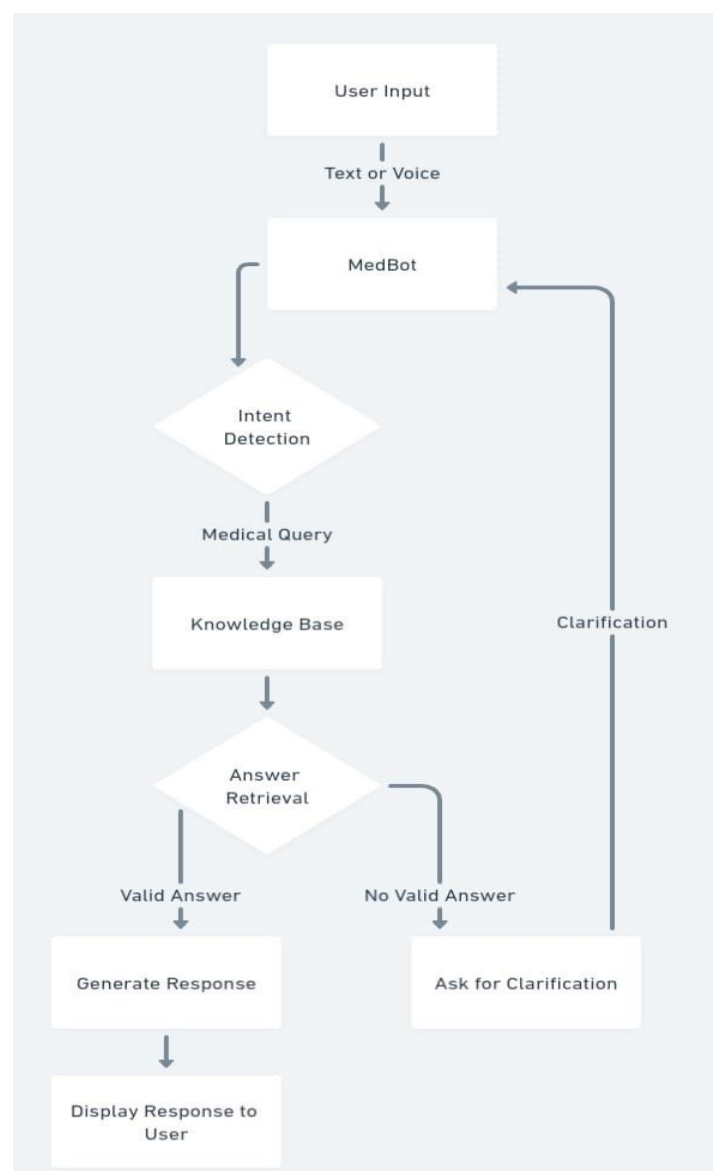 User Input
Text or Voice
MedBot
Intent
Detection
Medical Query
Knowledge Base
Clarification
Answer
Retrieval
Valid Answer
No Valid Answer
Generate Response
Ask for Clarification
Display Response to
User